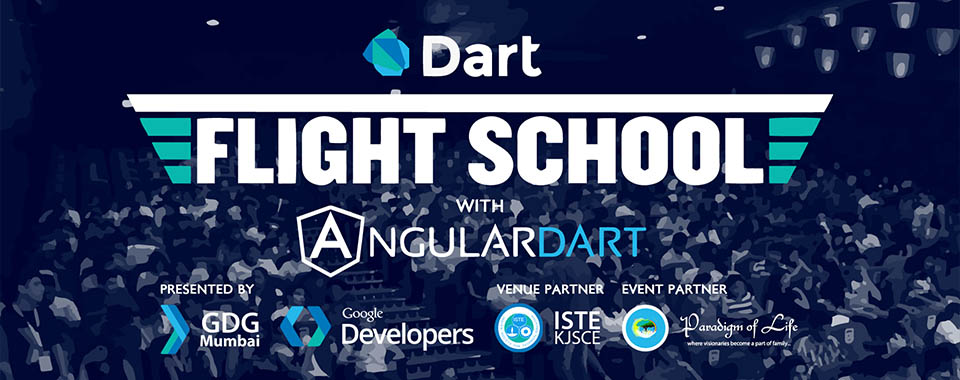 Dart
FLIGHT SCHOOL
WITH
ANGULARDART
PRESENTED BY
GDG
Mumbai
Google
Developers
VENUE PARTNER
ISTE
ISTE
KJSCE
EVENT PARTNER
Paradigm of Life
where visionaries become a part of family...